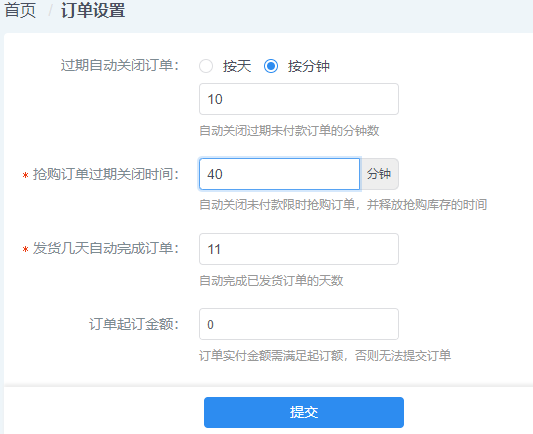 首页 / 订单设置
过期自动关闭订单： 按天 按分钟
10
自动关闭过期未付款订单的分钟数
* 抢购订单过期关闭时间： 40 分钟
自动关闭未付款限时抢购订单，并释放抢购库存的时间
* 发货几天自动完成订单： 11
自动完成已发货订单的天数
订单起订金额： 0
订单实付金额需满足起订额，否则无法提交订单
提交